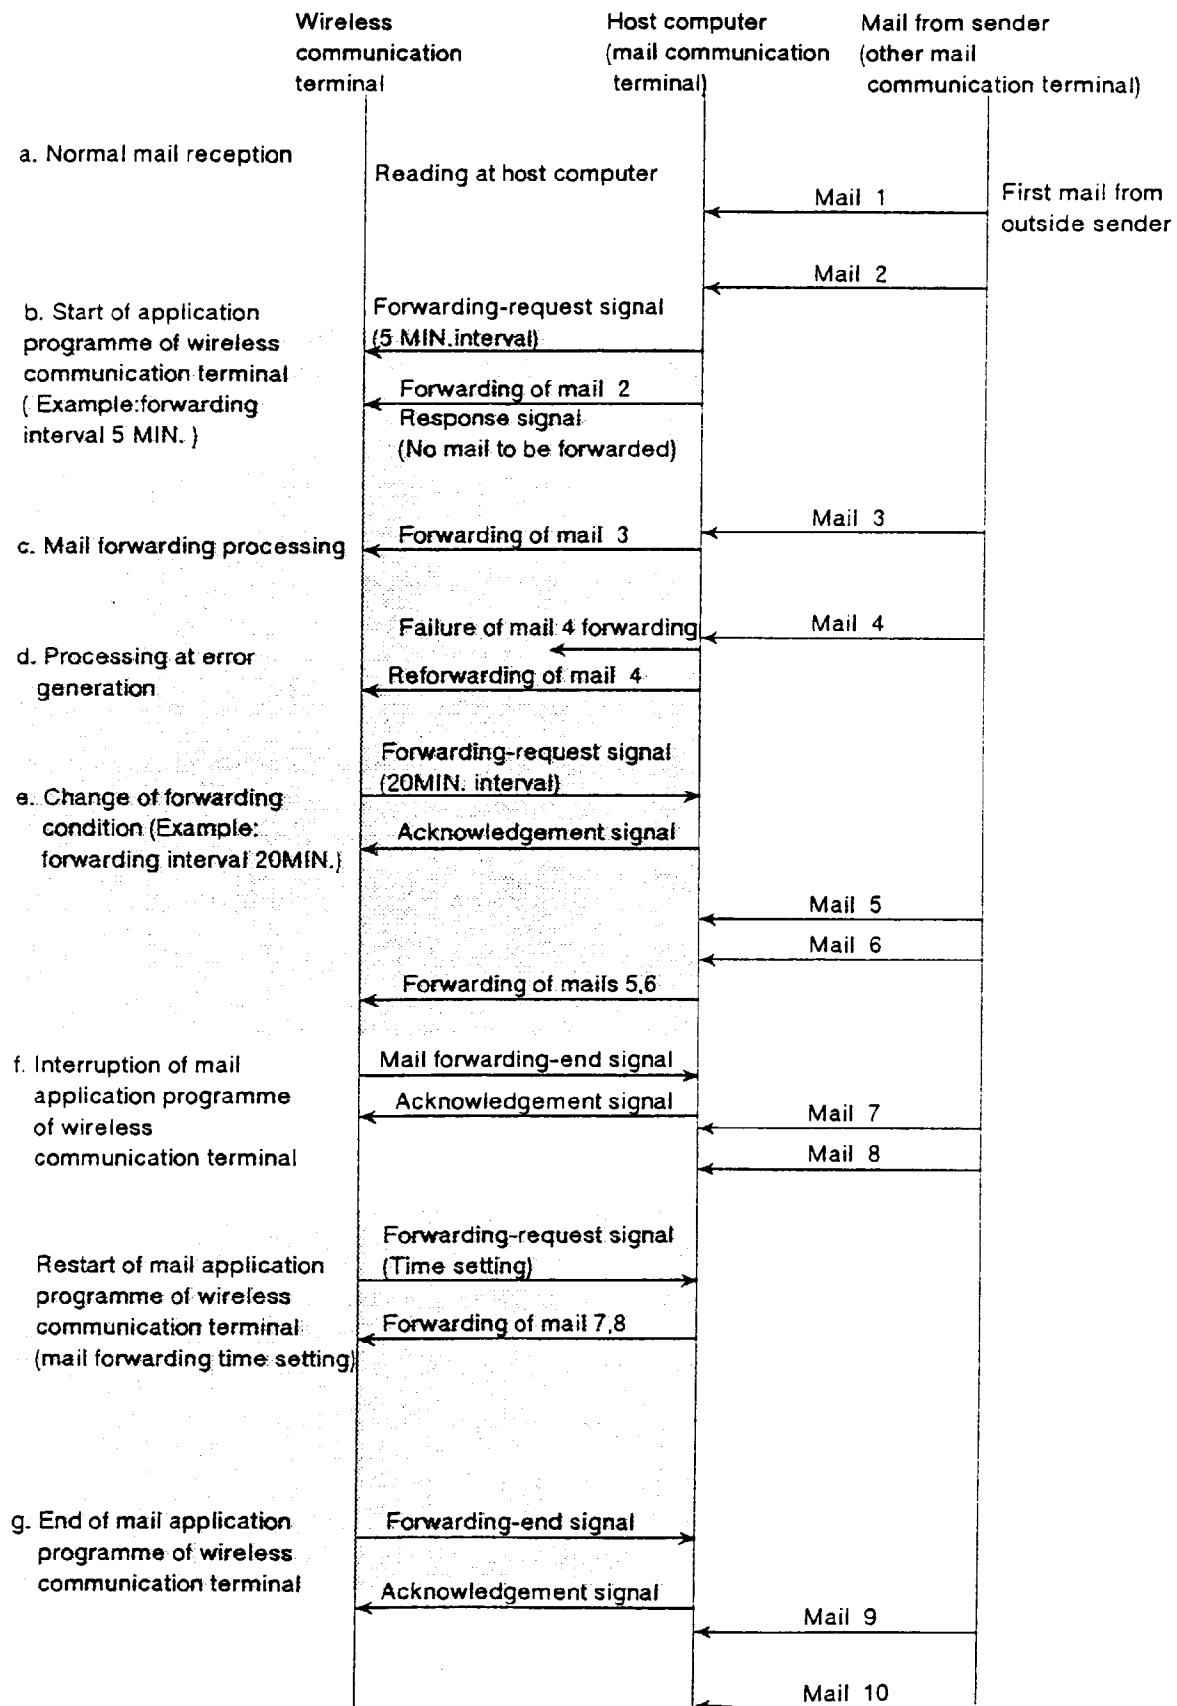 Wireless
communication
terminal
Host computer
(mail communication
terminal)
Mail from sender
(other mail
communication terminal)
a. Normal mail reception
Reading at host computer
Mail 1
First mail from
outside sender
Mail 2
b. Start of application
programme of wireless
communication terminal
( Example:forwarding
interval 5 MIN. )
Forwarding-request signal
(5 MIN.interval)
Forwarding of mail 2
Response signal
(No mail to be forwarded)
Mail 3
c. Mail forwarding processing
Forwarding of mail 3
Failure of mail 4 forwarding
Mail 4
d. Processing at error
generation
Reforwarding of mail 4
Forwarding-request signal
(20MIN. interval)
e. Change of forwarding
condition (Example:
forwarding interval 20MIN.)
Acknowledgement signal
Mail 5
Mail 6
Forwarding of mails 5,6
f. Interruption of mail
application programme
of wireless
communication terminal
Mail forwarding-end signal
Acknowledgement signal
Mail 7
Mail 8
Forwarding-request signal
(Time setting)
Restart of mail application
programme of wireless
communication terminal
(mail forwarding time setting)
Forwarding of mail 7,8
g. End of mail application
programme of wireless
communication terminal
Forwarding-end signal
Acknowledgement signal
Mail 9
Mail 10